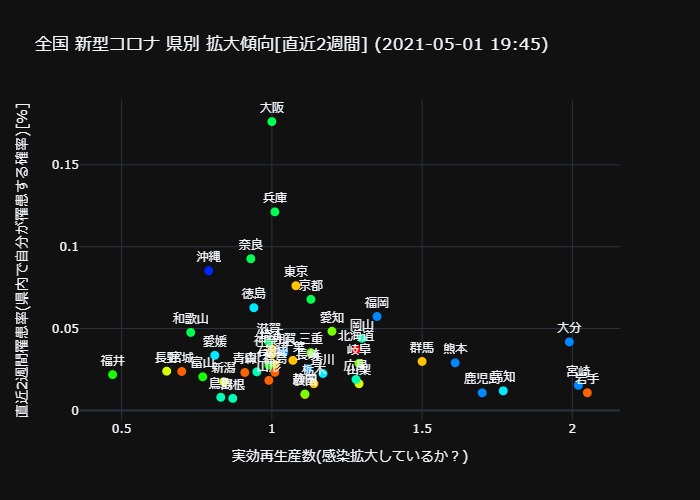 全国 新型コロナ 県別 拡大傾向[直近2週間] (2021-05-01 19:45)
直近2週間罹患率(県内で自分が罹患する確率)[%]
0.15
0.1
0.05
0
大阪
兵庫
奈良
沖縄
東京
京都
徳島
福岡
和歌山
愛知
滋賀
岡山
三重
北海道
大分
愛媛
岐阜
群馬
熊本
福井
長野
宮城
富山
新潟
青森
山形
香川
広島
鹿児島
高知
宮崎
岩手
島根
0.5
1
1.5
2
実効再生産数(感染拡大しているか？)